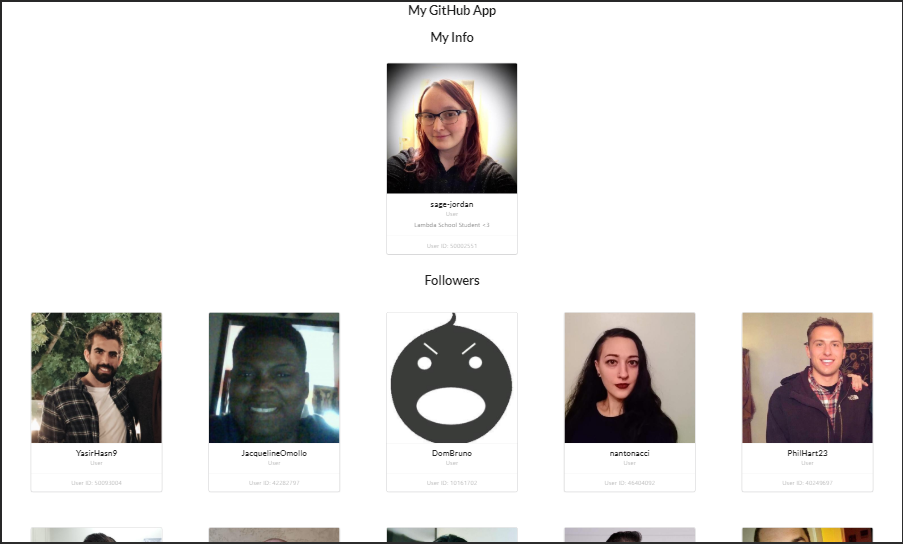 My GitHub App
My Info
sage-jordan
User
Lambda School Student <3
User ID: 50002551
Followers
YasirHasn9
User
User ID: 50093004
JacquelineOmollo
User
User ID: 42282797
DomBruno
User
User ID: 10161702
nantonacci
User
User ID: 46404092
PhilHart23
User
User ID: 40249697